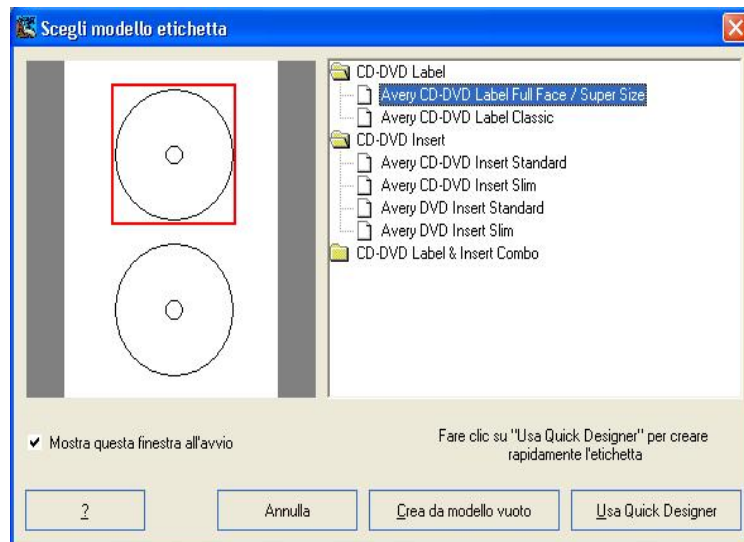 Scegli modello etichetta
CD-DVD Label
Avery CD-DVD Label Full Face / Super Size
Avery CD-DVD Label Classic
CD-DVD Insert
Avery CD-DVD Insert Standard
Avery CD-DVD Insert Slim
Avery DVD Insert Standard
Avery DVD Insert Slim
CD-DVD Label & Insert Combo
Mostra questa finestra all'avvio
Fare clic su "Usa Quick Designer" per creare
rapidamente l'etichetta
?
Annulla
Crea da modello vuoto
Usa Quick Designer